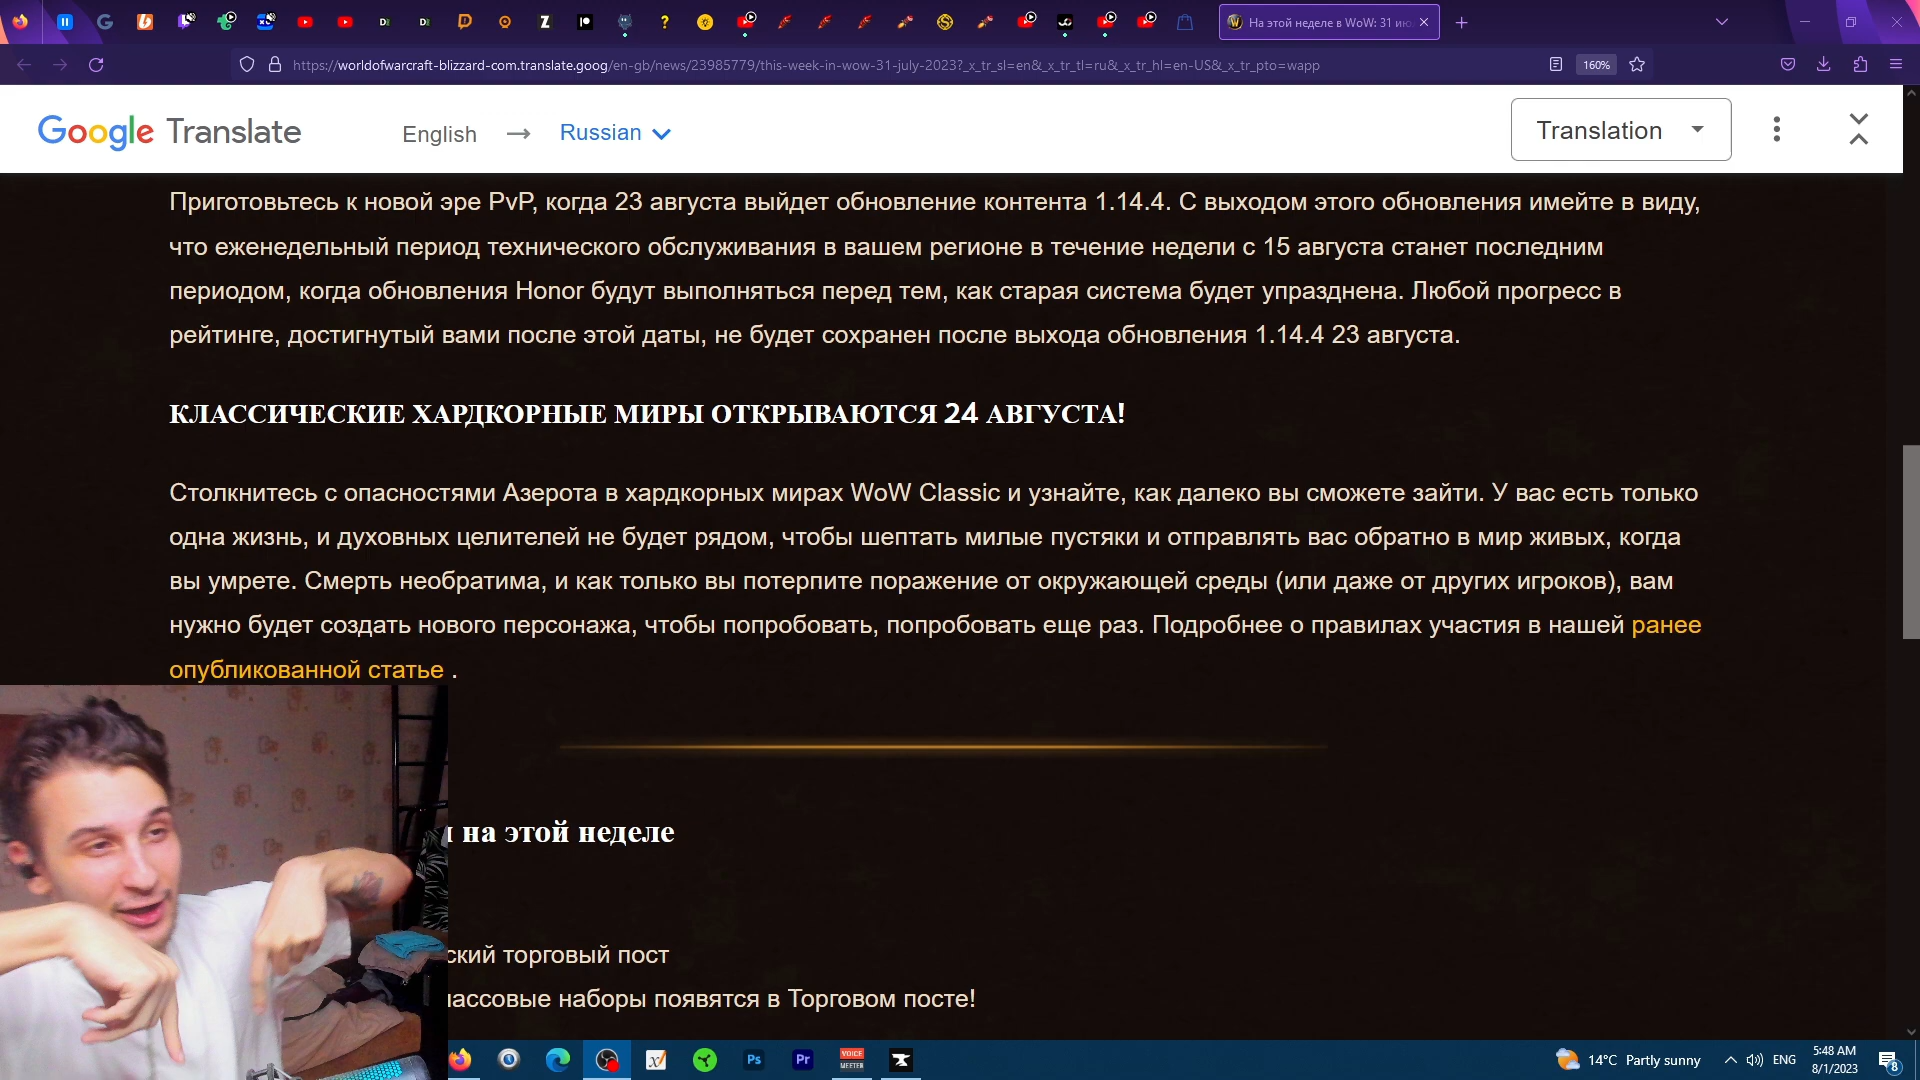 На этой неделе в WoW: 31 ию
https://worldofwarcraft-blizzard-com.translate.goog/en-gb/news/23985779/this-week-in-wow-31-july-2023?_x_tr_sl=en&_x_tr_tl=ru&_x_tr_hl=en-US&_x_tr_pto=wapp
160%
Google Translate
English → Russian
Translation
Приготовьтесь к новой эре PvP, когда 23 августа выйдет обновление контента 1.14.4. С выходом этого обновления имейте в виду,
что еженедельный период технического обслуживания в вашем регионе в течение недели с 15 августа станет последним
периодом, когда обновления Honor будут выполняться перед тем, как старая система будет упразднена. Любой прогресс в
рейтинге, достигнутый вами после этой даты, не будет сохранен после выхода обновления 1.14.4 23 августа.
КЛАССИЧЕСКИЕ ХАРДКОРНЫЕ МИРЫ ОТКРЫВАЮТСЯ 24 АВГУСТА!
Столкнитесь с опасностями Азерота в хардкорных мирах WoW Classic и узнайте, как далеко вы сможете зайти. У вас есть только
одна жизнь, и духовных целителей не будет рядом, чтобы шептать милые пустяки и отправлять вас обратно в мир живых, когда
вы умрете. Смерть необратима, и как только вы потерпите поражение от окружающей среды (или даже от других игроков), вам
нужно будет создать нового персонажа, чтобы попробовать, попробовать еще раз. Подробнее о правилах участия в нашей ранее
опубликованной статье .
на этой неделе
ский торговый пост
лассовые наборы появятся в Торговом посте!
Ps
Pr
VOICE
MEETER
14°C Partly sunny
ENG
5:48 AM
8/1/2023
8